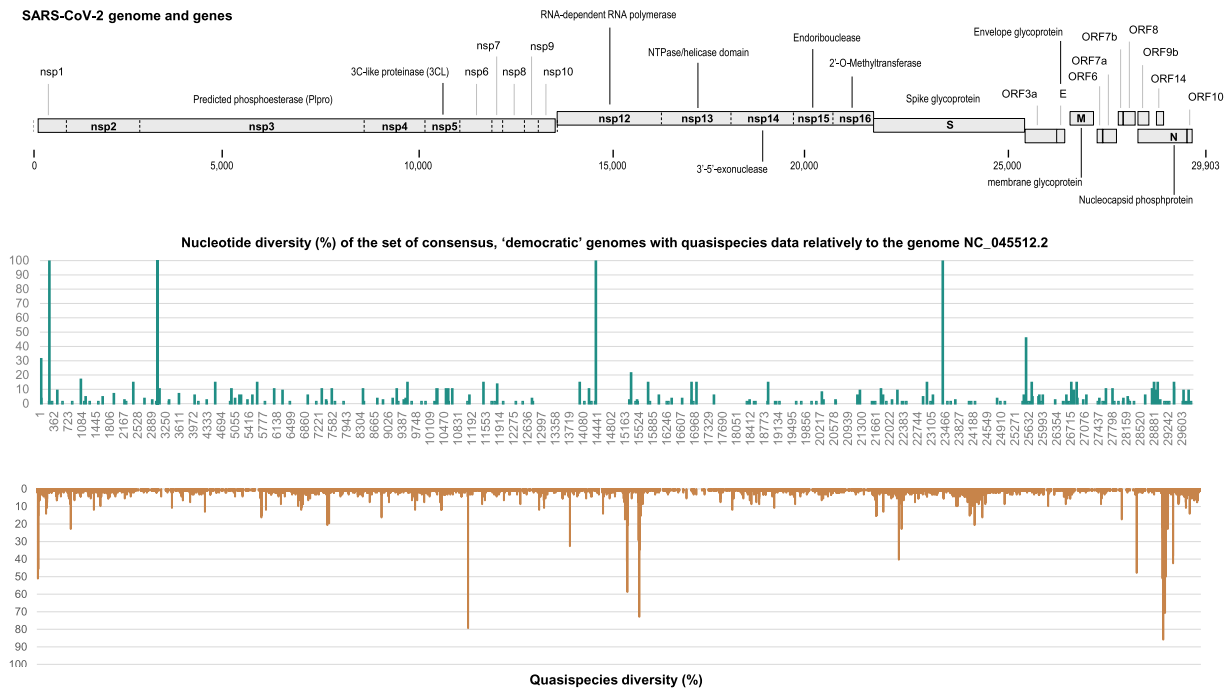 SARS-CoV-2 genome and genes
RNA-dependent RNA polymerase
nsp7
nsp9
3C-like proteinase (3CL)
nsp6
nsp8
nsp10
nsp1
Predicted phosphoesterase (Plpro)
NTPase/helicase domain
Endoribouclease
2'-O-Methyltransferase
Spike glycoprotein
Envelope glycoprotein
ORF3a
E
ORF7b
ORF8
ORF7a
ORF9b
ORF6
ORF14
ORF10
nsp2 nsp3 nsp4 nsp5 nsp12 nsp13 nsp14 nsp15 nsp16 S M N
0 5,000 10,000 15,000 20,000 25,000 29,903
3'-5'-exonuclease
membrane glycoprotein
Nucleocapsid phosphprotein
Nucleotide diversity (%) of the set of consensus, 'democratic' genomes with quasispecies data relatively to the genome NC_045512.2
100
90
80
70
60
50
40
30
20
10
0
1 362 723 1084 1445 1806 2167 2528 2889 3250 3611 3972 4333 4694 5055 5416 5777 6138 6499 6860 7221 7582 7943 8304 8665 9026 9387 9748 10109 10470 10831 11192 11553 11914 12275 12636 12997 13358 13719 14080 14441 14802 15163 15524 15885 16246 16607 16968 17329 17690 18051 18412 18773 19134 19495 19856 20217 20578 20939 21300 21661 22022 22383 22744 23105 23466 23827 24188 24549 24910 25271 25632 25993 26354 26715 27076 27437 27798 28159 28520 28881 29242 29603
0
10
20
30
40
50
60
70
80
90
100
Quasispecies diversity (%)